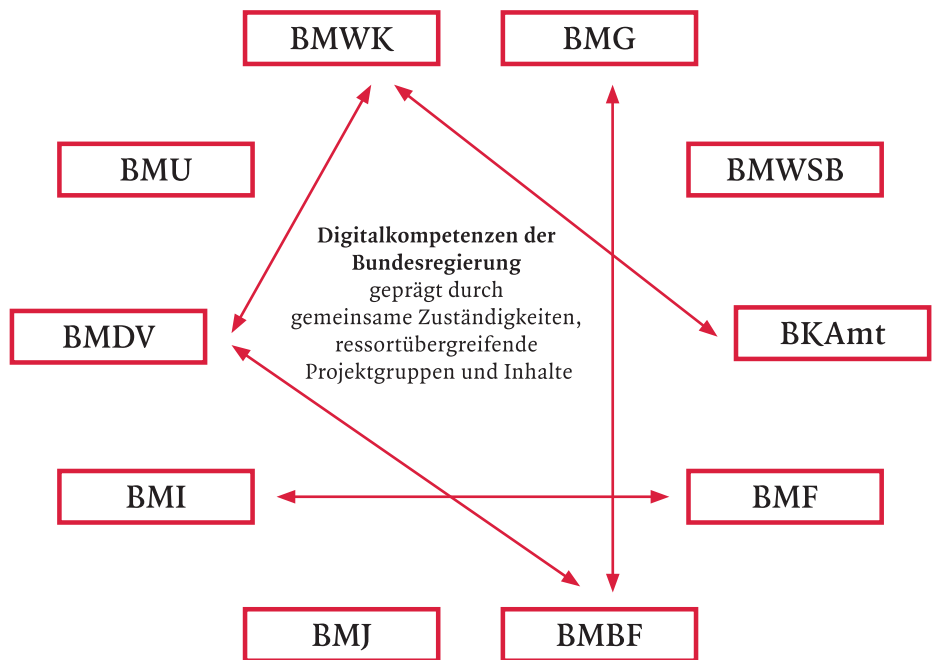 BMWK
BMG
BMU
BMWSB
Digitalkompetenzen der
Bundesregierung
geprägt durch
gemeinsame Zuständigkeiten,
ressortübergreifende
Projektgruppen und Inhalte
BMDV
BKAmt
BMI
BMF
BMJ
BMBF